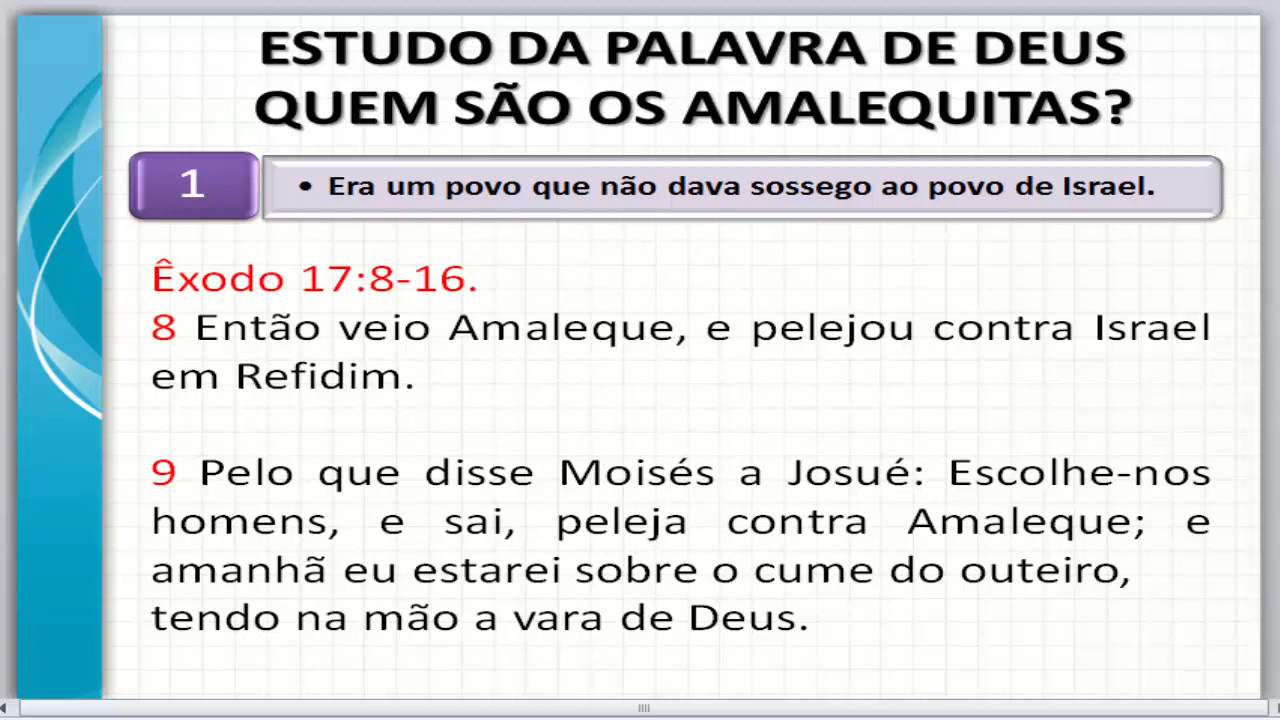 ESTUDO DA PALAVRA DE DEUS
QUEM SÃO OS AMALEQUITAS?
1
• Era um povo que não dava sossego ao povo de Israel.
Êxodo 17:8-16.
8 Então veio Amaleque, e pelejou contra Israel
em Refidim.
9 Pelo que disse Moisés a Josué: Escolhe-nos
homens, e sai, peleja contra Amaleque; e
amanhã eu estarei sobre o cume do outeiro,
tendo na mão a vara de Deus.